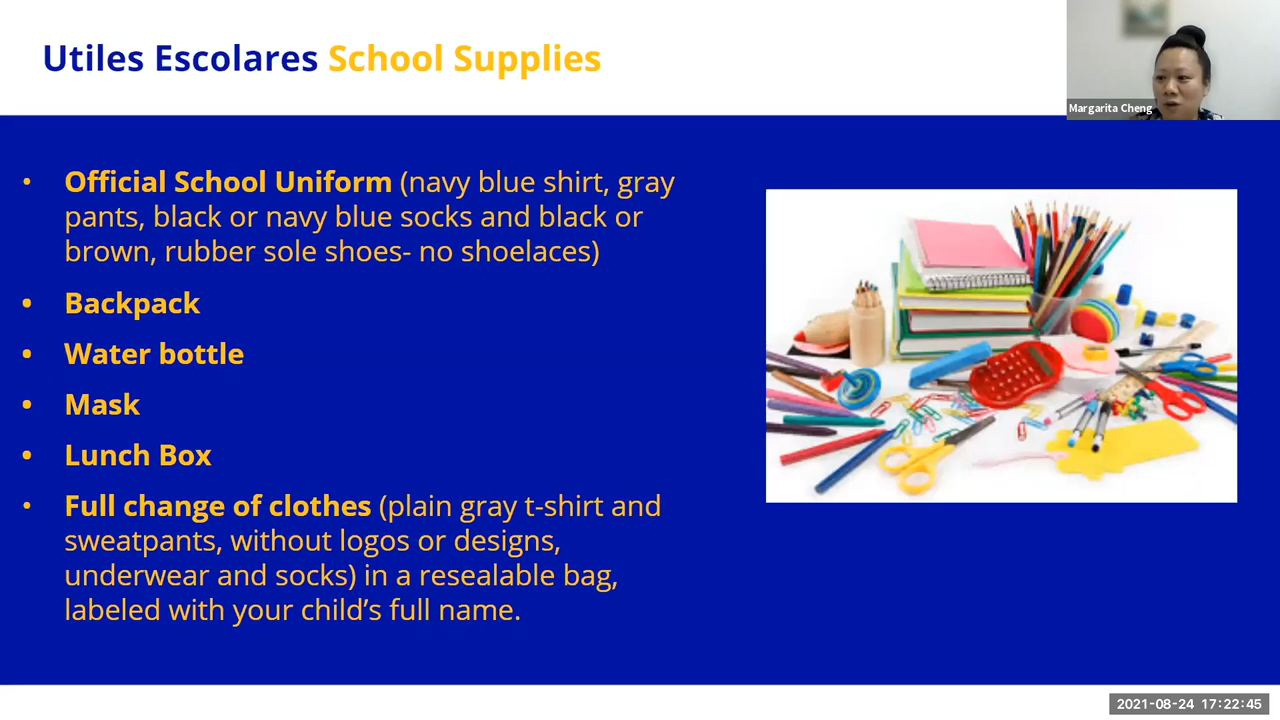 Utiles Escolares School Supplies
Margarita Cheng
• Official School Uniform (navy blue shirt, gray
pants, black or navy blue socks and black or
brown, rubber sole shoes- no shoelaces)
• Backpack
• Water bottle
• Mask
• Lunch Box
• Full change of clothes (plain gray t-shirt and
sweatpants, without logos or designs,
underwear and socks) in a resealable bag,
labeled with your child’s full name.
2021-08-24 17:22:45